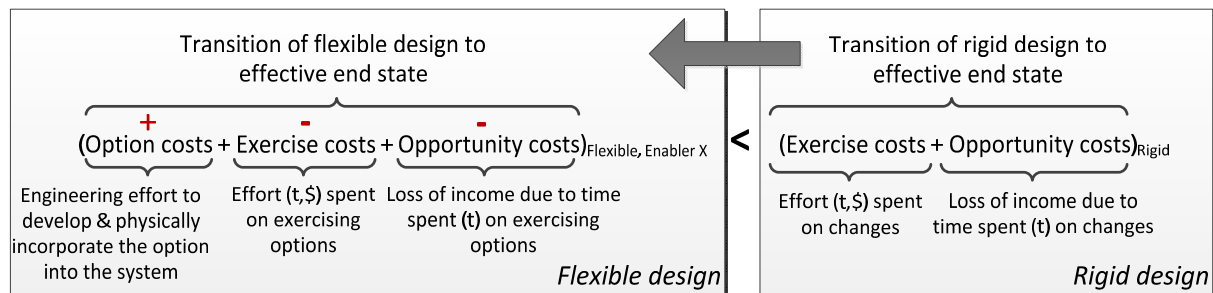 Transition of flexible design to
effective end state
+ - -
(Option costs + Exercise costs + Opportunity costs)Flexible, Enabler X
Engineering effort to
develop & physically
incorporate the option
into the system
Effort (t,$) spent
on exercising
options
Loss of income due to time
spent (t) on exercising
options
Flexible design
<
Transition of rigid design to
effective end state
(Exercise costs + Opportunity costs)Rigid
Effort (t,$) spent
on changes
Loss of income due to
time spent (t) on changes
Rigid design